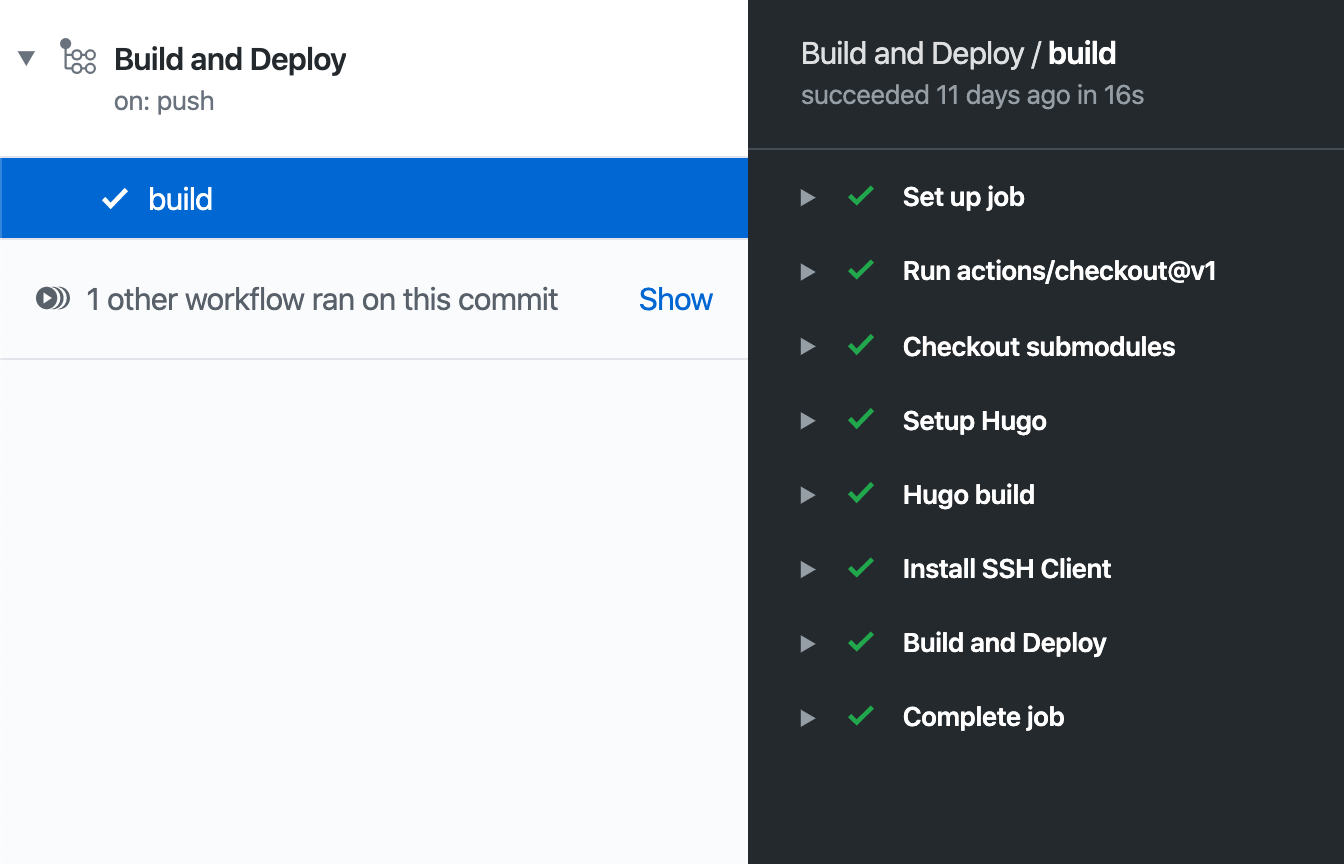 Build and Deploy
on: push
build
1 other workflow ran on this commit Show
Build and Deploy / build
succeeded 11 days ago in 16s
Set up job
Run actions/checkout@v1
Checkout submodules
Setup Hugo
Hugo build
Install SSH Client
Build and Deploy
Complete job